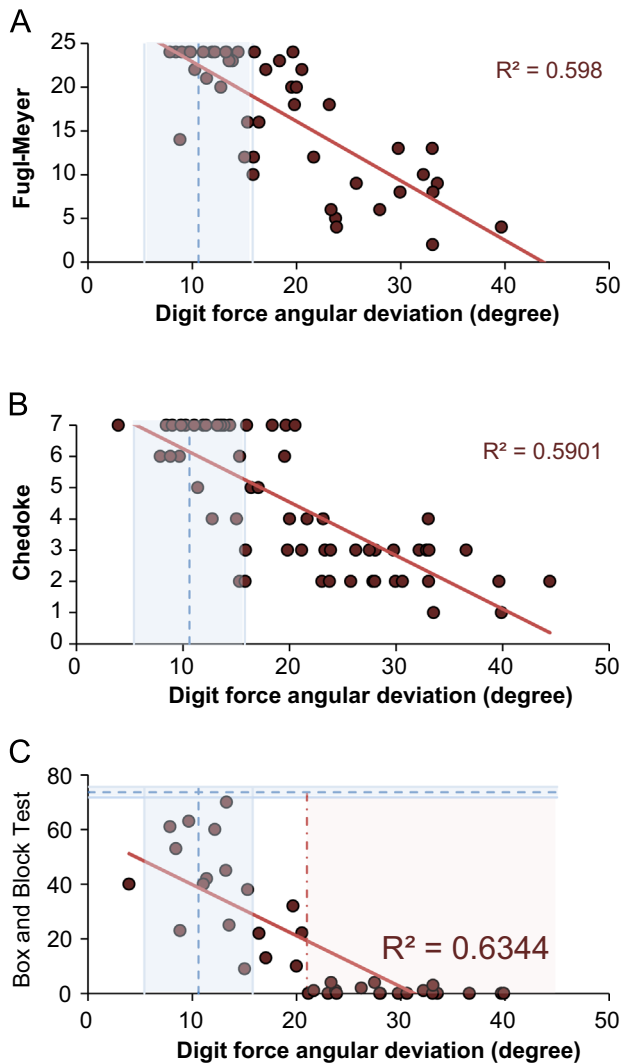 A
25
20
15
10
5
0
Fugl-Meyer
R² = 0.598
0 10 20 30 40 50
Digit force angular deviation (degree)
B
7
6
5
4
3
2
1
0
Chedoke
R² = 0.5901
0 10 20 30 40 50
Digit force angular deviation (degree)
C
80
60
40
20
0
Box and Block Test
R² = 0.6344
0 10 20 30 40 50
Digit force angular deviation (degree)